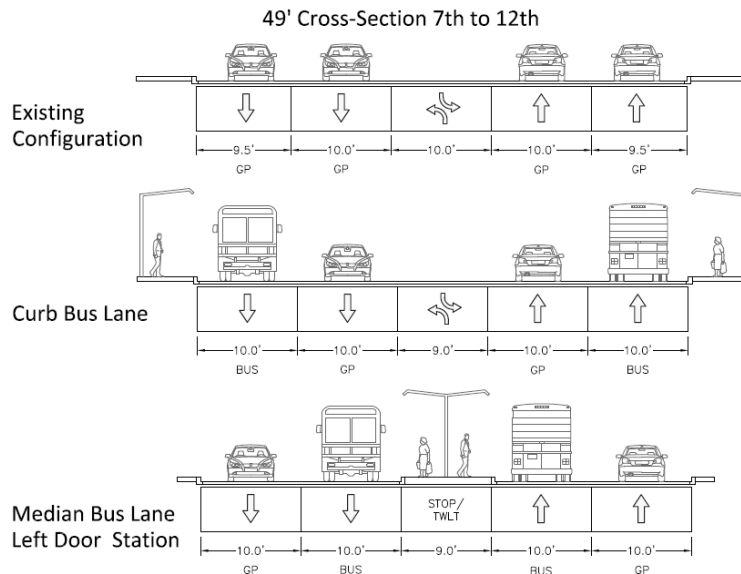 49' Cross-Section 7th to 12th
Existing
Configuration
9.5' 10.0' 10.0' 10.0' 9.5'
GP GP GP GP
Curb Bus Lane
10.0' 10.0' 9.0' 10.0' 10.0'
BUS GP GP BUS
STOP/
TWLT
Median Bus Lane
Left Door Station
10.0' 10.0' 9.0' 10.0' 10.0'
GP BUS BUS GP